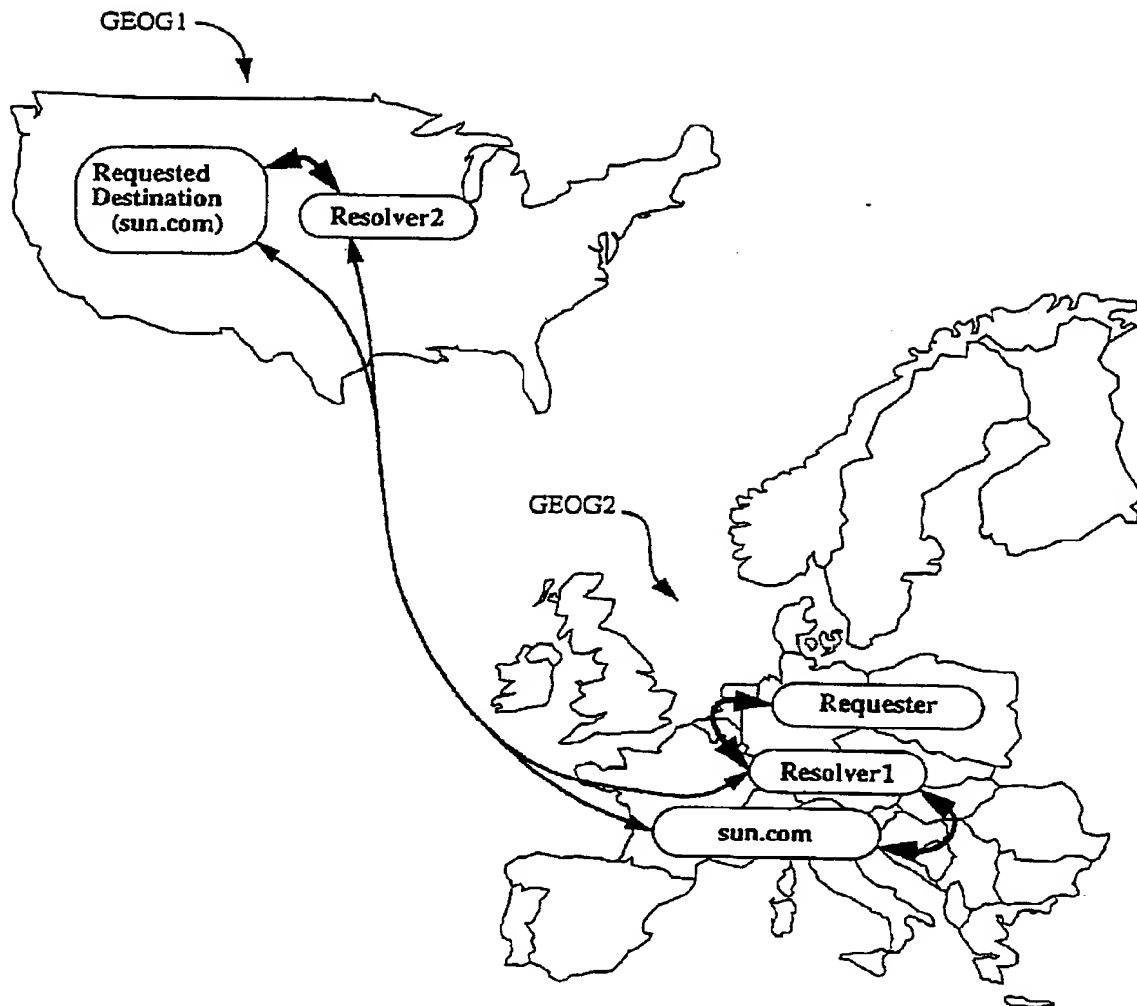 GEOG1
Requested
Destination
(sun.com)
Resolver2
GEOG2
Requester
Resolver1
sun.com